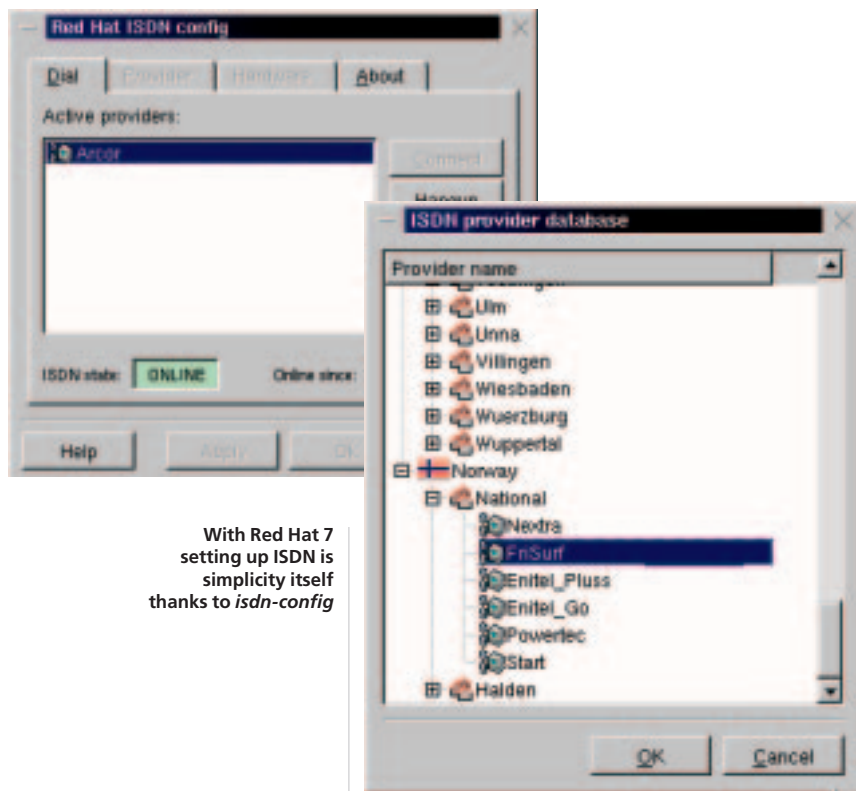 Red Hat ISDN config
Dial Provider Hardware About
Active providers:
Arcor
Connect
Hangup
ISDN state: ONLINE Online since:
Help Apply OK
ISDN provider database
Provider name
Ulm
Unna
Villingen
Wiesbaden
Wuerzburg
Wuppertal
Norway
National
Nextra
FriSurf
Enitel_Pluss
Enitel_Go
Powertec
Start
Halden
OK Cancel
With Red Hat 7
setting up ISDN is
simplicity itself
thanks to isdn-config